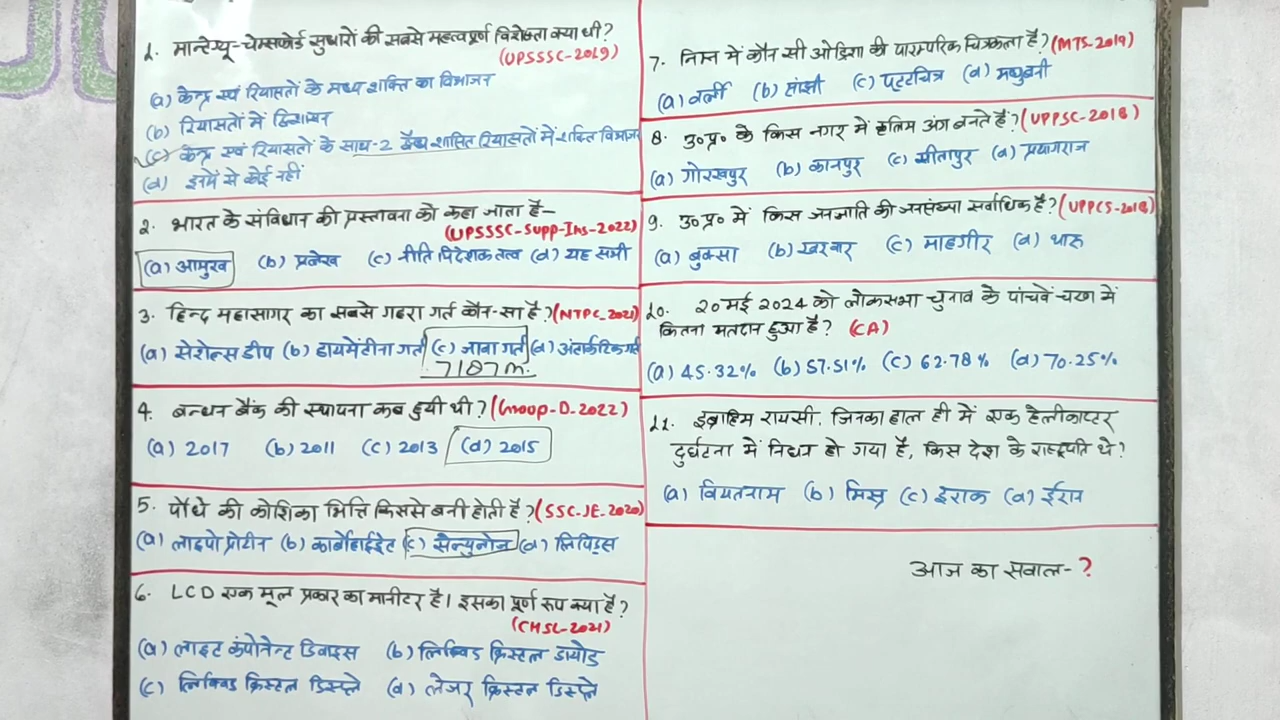 1. मान्टेग्यू-चेम्सफोर्ड सुधारों की सबसे महत्वपूर्ण विशेषता क्या थी?
(UPSSSC-2019)
(a) केन्द्र एवं रियासतों के मध्य शक्ति का विभाजन
(b) रियासतों में द्विशासन
(c) केन्द्र एवं रियासतों के साथ-2 द्वैध शासित रियासतों में शक्ति विभाजन
(d) इनमें से कोई नहीं
2. भारत के संविधान की प्रस्तावना को कहा जाता है-
(UPSSSC-Supp-Ins-2022)
(a) आमुख (b) प्रलेख (c) नीति निदेशक तत्व (d) यह सभी
3. हिन्द महासागर का सबसे गहरा गर्त कौन-सा है? (NTPC-2021)
(a) सेरोल्स डीप (b) डायमेंटीना गर्त (c) जावा गर्त (d) अंतार्कटिक गर्त
7187 m.
4. बन्धन बैंक की स्थापना कब हुयी थी? (Group-D-2022)
(a) 2017 (b) 2011 (c) 2013 (d) 2015
5. पौधे की कोशिका भित्ति किससे बनी होती है? (SSC-JE-2020)
(a) लाइपो प्रोटीन (b) कार्बोहाईड्रेट (c) सेल्युलोज (d) लिपिड्स
6. LCD एक मूल प्रकार का मानीटर है। इसका पूर्ण रूप क्या है?
(CHSL-2021)
(a) लाइट कंपोनेन्ट डिवाइस (b) लिक्विड क्रिस्टल डायोड
(c) लिक्विड क्रिस्टल डिस्प्ले (d) लेजर क्रिस्टल डिस्प्ले
7. निम्न में कौन सी ओडिशा की पारम्परिक चित्रकला है? (MTS-2019)
(a) वर्ली (b) सांझी (c) पट्टचित्र (d) मधुबनी
8. उ०प्र० के किस नगर में कृत्रिम अंग बनते हैं? (UPPSC-2018)
(a) गोरखपुर (b) कानपुर (c) सीतापुर (d) प्रयागराज
9. उ०प्र० में किस जनजाति की जनसंख्या सर्वाधिक है? (UPPCS-2018)
(a) बुक्सा (b) खरवार (c) माहगीर (d) थारू
10. 20 मई 2024 को लोकसभा चुनाव के पांचवें चरण में
कितना मतदान हुआ है? (CA)
(a) 45.32% (b) 57.51% (c) 62.78% (d) 70.25%
11. इब्राहिम रायसी, जिनका हाल ही में एक हेलीकाप्टर
दुर्घटना में निधन हो गया है, किस देश के राष्ट्रपति थे?
(a) वियतनाम (b) मिस्र (c) इराक (d) ईरान
आज का सवाल-?